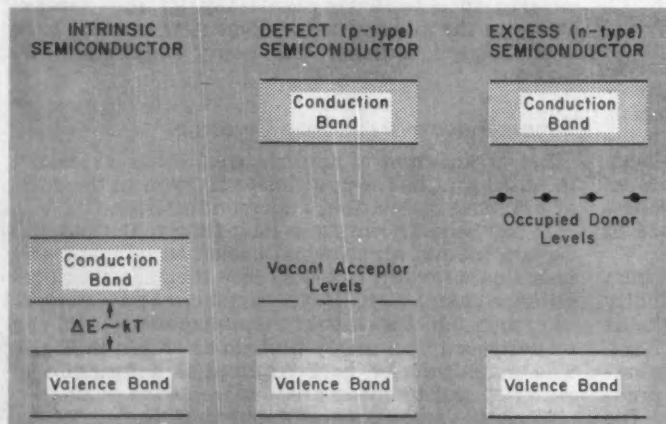 INTRINSIC
SEMICONDUCTOR
DEFECT (p-type)
SEMICONDUCTOR
EXCESS (n-type)
SEMICONDUCTOR
Conduction
Band
Conduction
Band
Occupied Donor
Levels
Conduction
Band
Vacant Acceptor
Levels
ΔE~kT
Valence Band
Valence Band
Valence Band